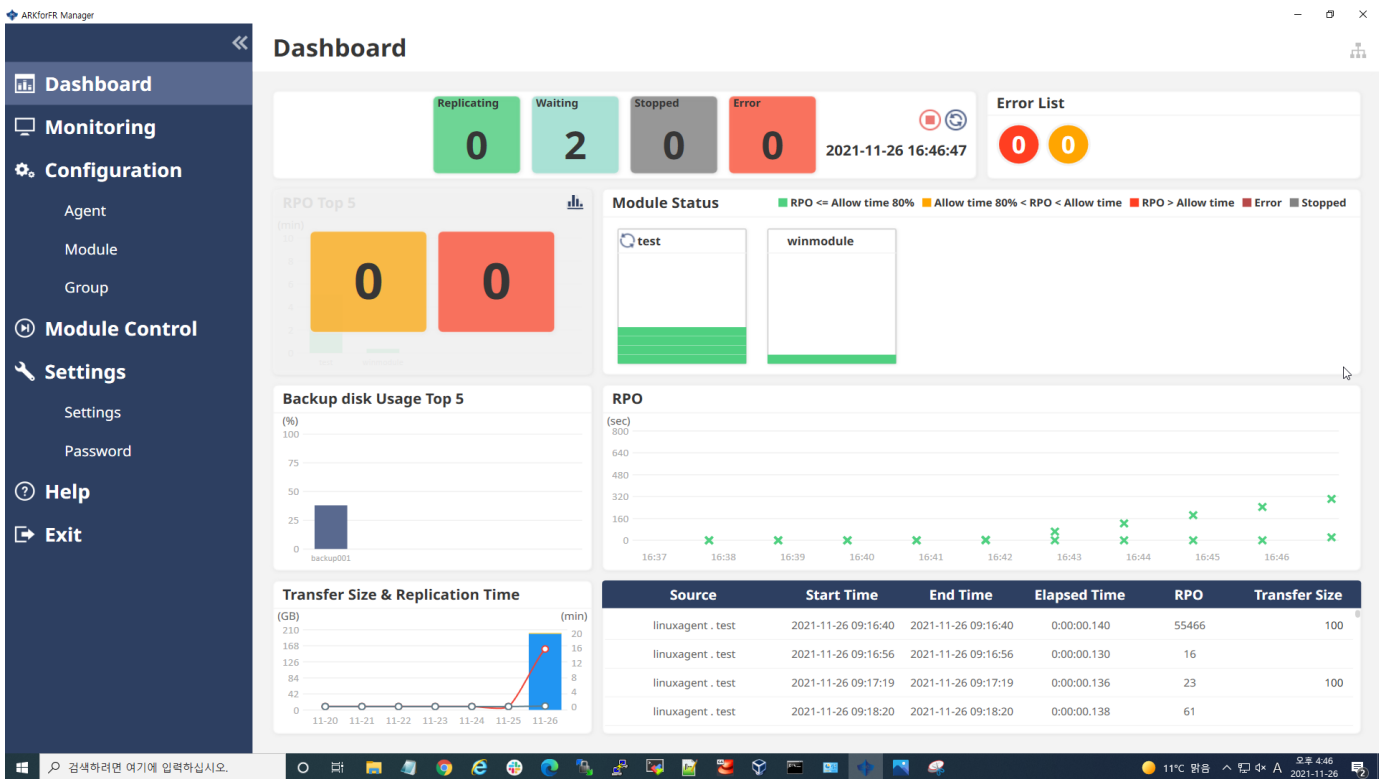 ARKforFR Manager
Dashboard
Dashboard
Monitoring
Configuration
Agent
Module
Group
Module Control
Settings
Settings
Password
Help
Exit
Replicating
0
Waiting
2
Stopped
0
Error
0
2021-11-26 16:46:47
Error List
0 0
RPO Top 5
(min)
10
8
6
4
2
0
0 0
Module Status
RPO <= Allow time 80% Allow time 80% < RPO < Allow time RPO > Allow time Error Stopped
test
winmodule
Backup disk Usage Top 5
(%)
100
75
50
25
0
backup001
RPO
(sec)
800
640
480
320
160
0
16:37 16:38 16:39 16:40 16:41 16:42 16:43 16:44 16:45 16:46
Transfer Size & Replication Time
(GB) (min)
210 20
168 16
126 12
84 8
42 4
0 0
11-20 11-21 11-22 11-23 11-24 11-25 11-26
Source Start Time End Time Elapsed Time RPO Transfer Size
linuxagent . test 2021-11-26 09:16:40 2021-11-26 09:16:40 0:00:00.140 55466 100
linuxagent . test 2021-11-26 09:16:56 2021-11-26 09:16:56 0:00:00.130 16
linuxagent . test 2021-11-26 09:17:19 2021-11-26 09:17:19 0:00:00.136 23 100
linuxagent . test 2021-11-26 09:18:20 2021-11-26 09:18:20 0:00:00.138 61
검색하려면 여기에 입력하십시오.
11°C 맑음
A
오후 4:46
2021-11-26
2